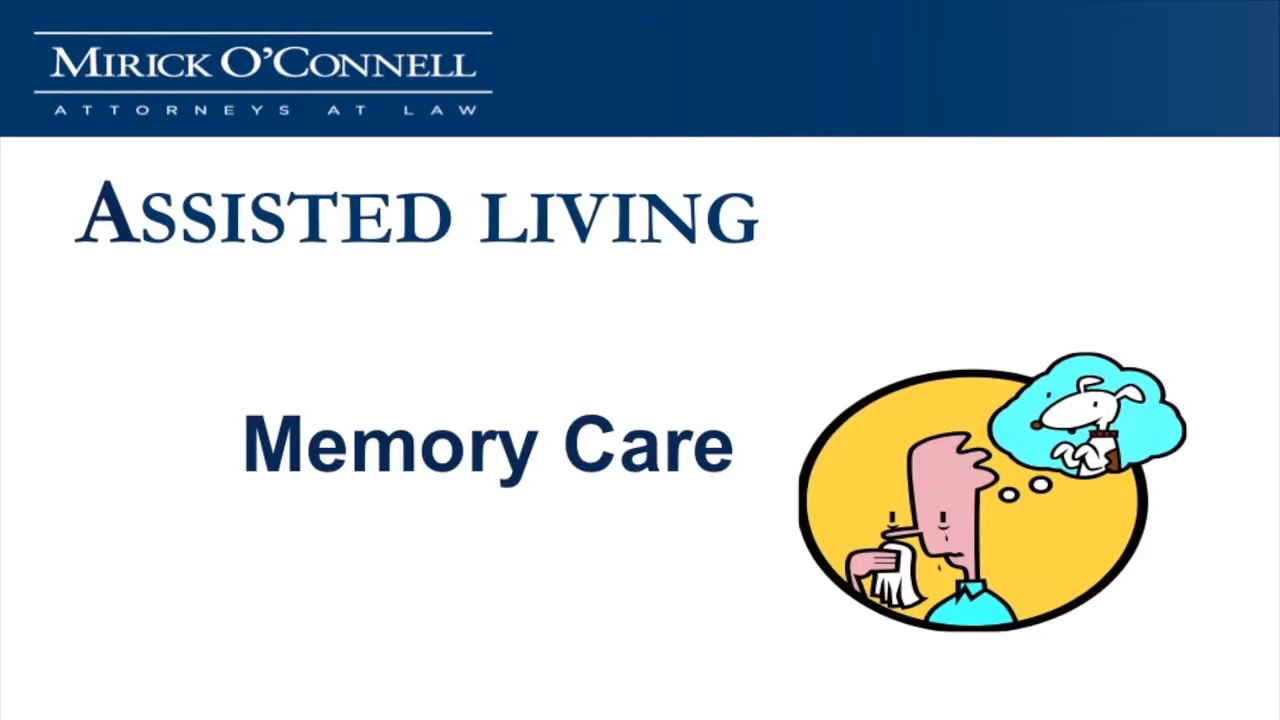 MIRICK O'CONNELL
ATTORNEYS AT LAW
ASSISTED LIVING
Memory Care